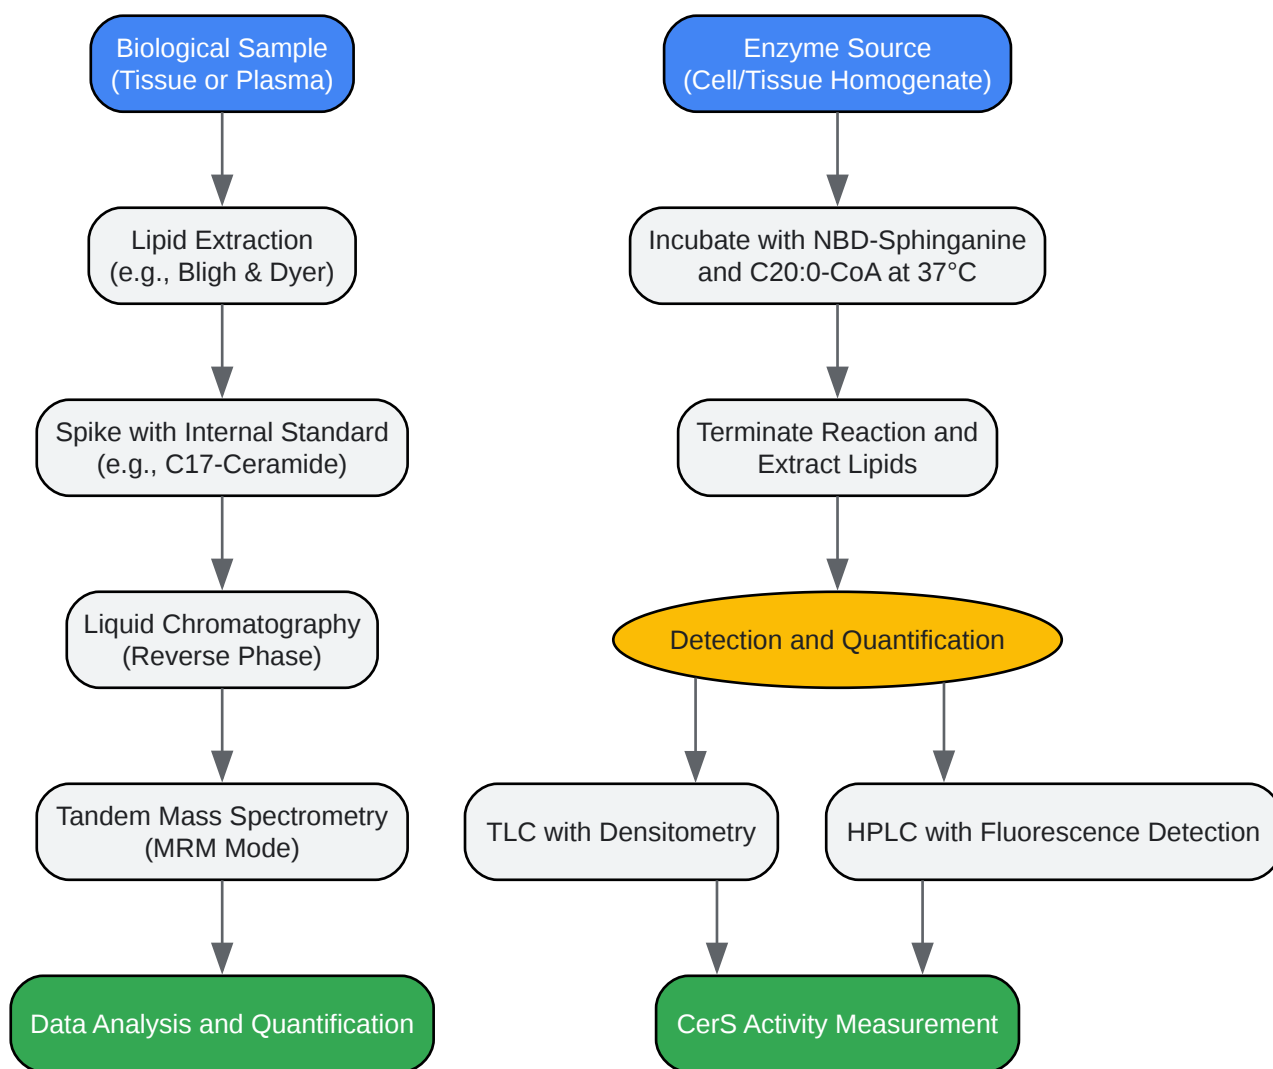 Biological Sample
(Tissue or Plasma)
Lipid Extraction
(e.g., Bligh & Dyer)
Spike with Internal Standard
(e.g., C17-Ceramide)
Liquid Chromatography
(Reverse Phase)
Tandem Mass Spectrometry
(MRM Mode)
Data Analysis and Quantification
Enzyme Source
(Cell/Tissue Homogenate)
Incubate with NBD-Sphinganine
and C20:0-CoA at 37°C
Terminate Reaction and
Extract Lipids
Detection and Quantification
TLC with Densitometry
HPLC with Fluorescence Detection
CerS Activity Measurement